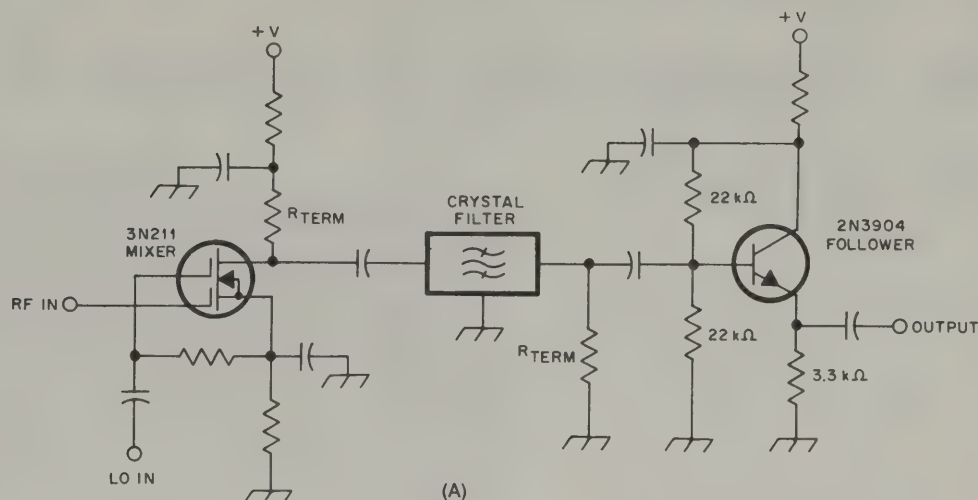 +V
+V
3N211
MIXER
R TERM
CRYSTAL
FILTER
22 kΩ
2N3904
FOLLOWER
RF IN
OUTPUT
R TERM
22 kΩ
3.3 kΩ
LO IN
(A)